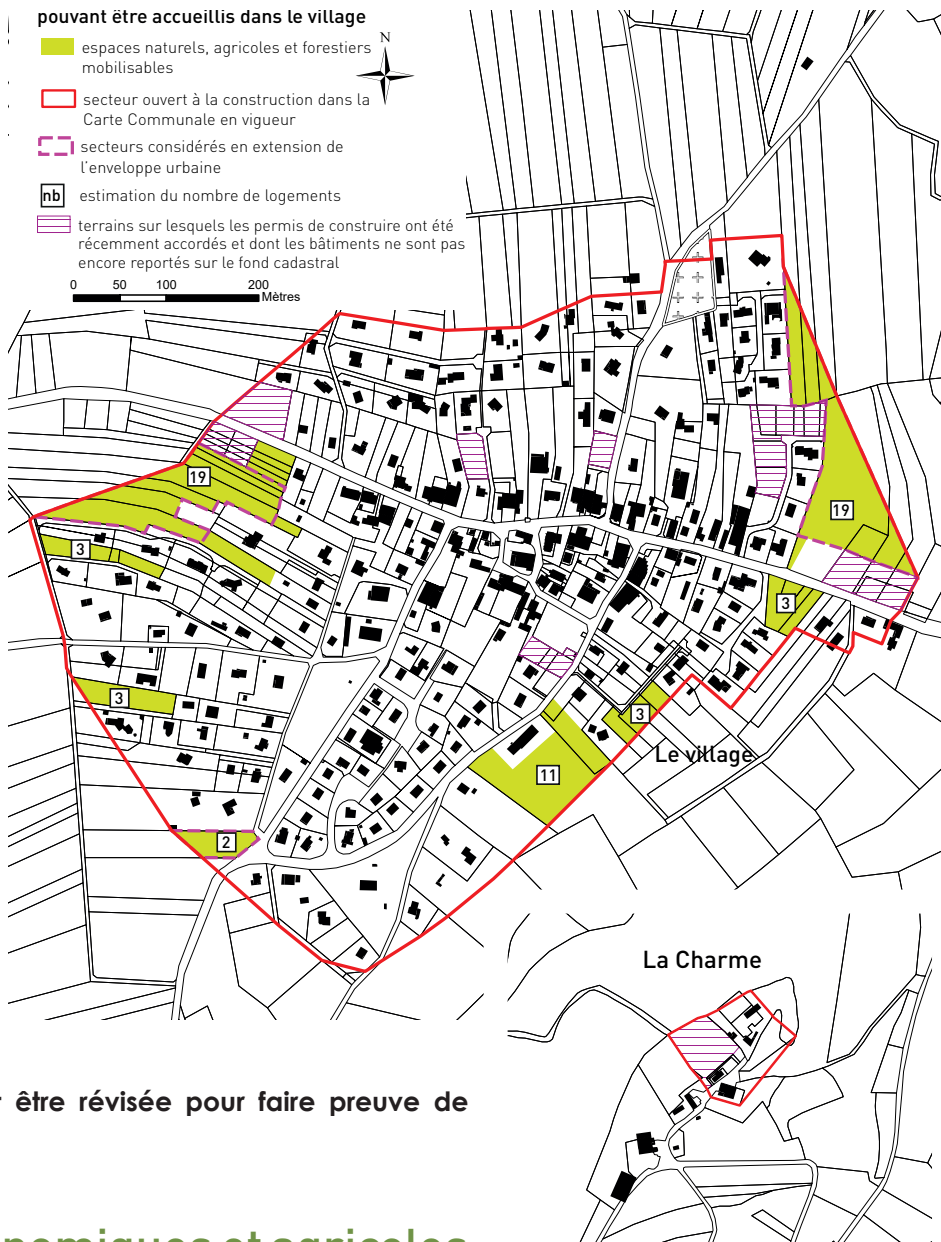 pouvant être accueillis dans le village
espaces naturels, agricoles et forestiers
mobilisables
N
secteur ouvert à la construction dans la
Carte Communale en vigueur
secteurs considérés en extension de
l'enveloppe urbaine
nb estimation du nombre de logements
terrains sur lesquels les permis de construire ont été
récemment accordés et dont les bâtiments ne sont pas
encore reportés sur le fond cadastral
0 50 100 200
Mètres
19
19
3
3
3
3
Le village
11
2
La Charme
être révisée pour faire preuve de